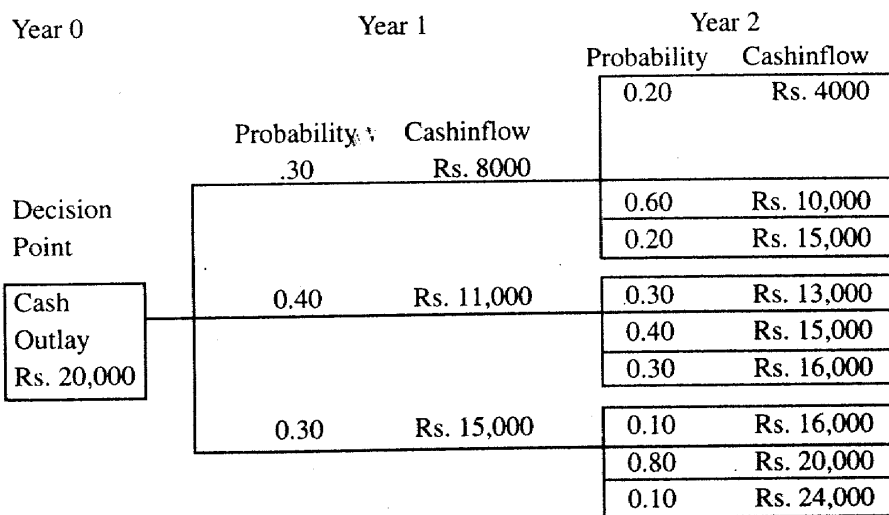 Year 0 Year 1 Year 2
Probability Cashinflow
0.20 Rs. 4000
Probability Cashinflow
.30 Rs. 8000
Decision
Point
0.60 Rs. 10,000
0.20 Rs. 15,000
Cash
Outlay
Rs. 20,000
0.40 Rs. 11,000
0.30 Rs. 13,000
0.40 Rs. 15,000
0.30 Rs. 16,000
0.30 Rs. 15,000
0.10 Rs. 16,000
0.80 Rs. 20,000
0.10 Rs. 24,000